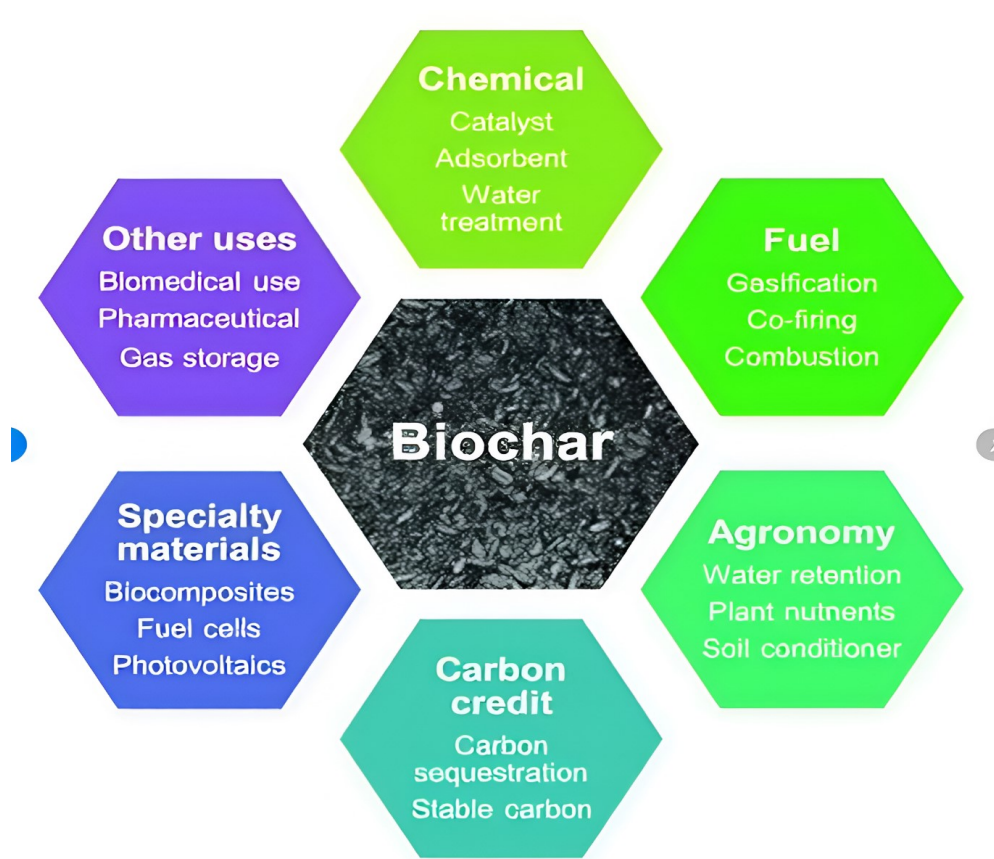 Chemical
Catalyst
Adsorbent
Water
treatment
Other uses
Biomedical use
Pharmaceutical
Gas storage
Fuel
Gasification
Co-firing
Combustion
Biochar
Specialty
materials
Biocomposites
Fuel cells
Photovoltaics
Agronomy
Water retention
Plant nutnents
Soil conditioner
Carbon
credit
Carbon
sequestration
Stable carbon